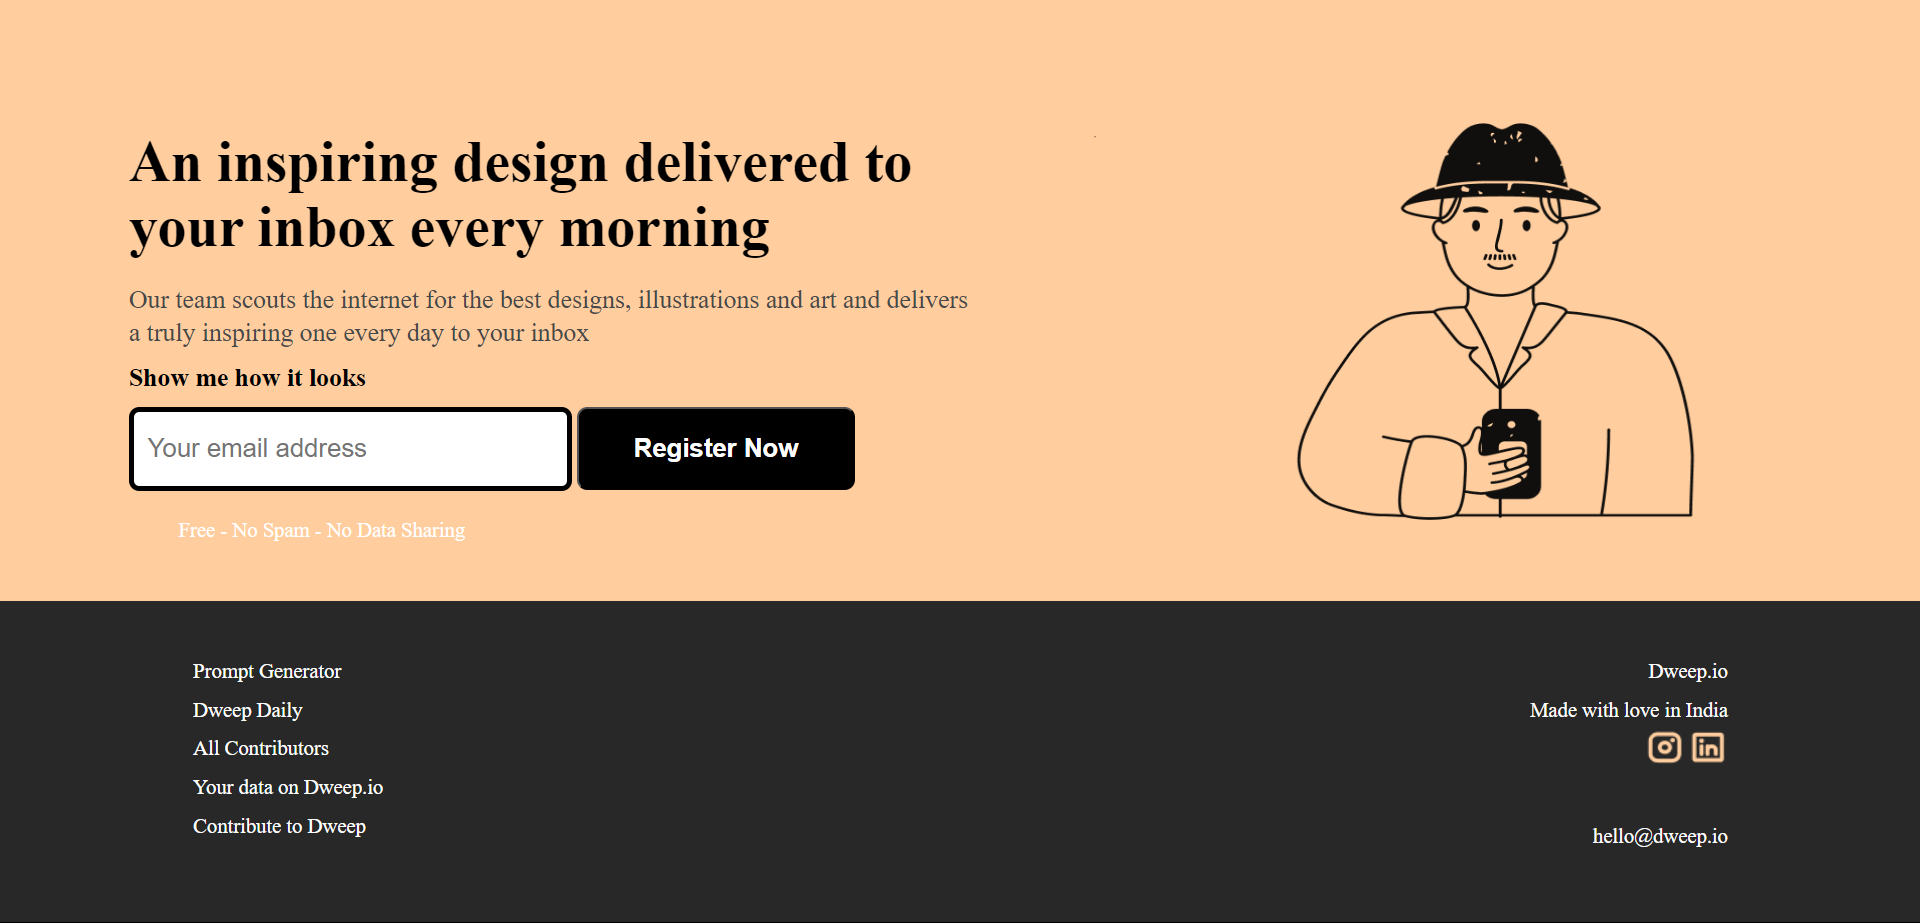 An inspiring design delivered to
your inbox every morning
Our team scouts the internet for the best designs, illustrations and art and delivers
a truly inspiring one every day to your inbox
Show me how it looks
Your email address
Register Now
Free - No Spam - No Data Sharing
Prompt Generator
Dweep Daily
All Contributors
Your data on Dweep.io
Contribute to Dweep
Dweep.io
Made with love in India
in
hello@dweep.io